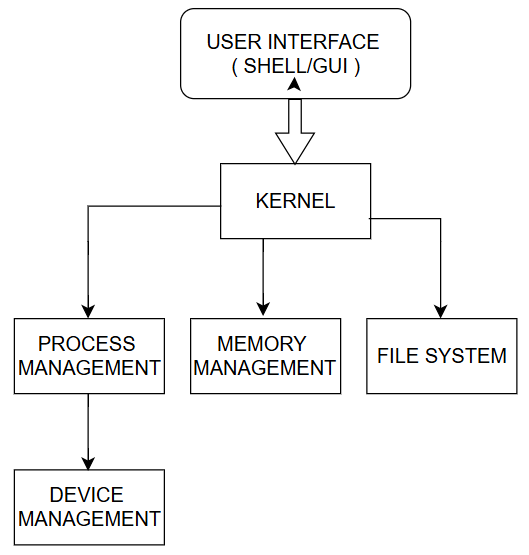 USER INTERFACE
( SHELL/GUI )
KERNEL
PROCESS
MANAGEMENT
MEMORY
MANAGEMENT
FILE SYSTEM
DEVICE
MANAGEMENT